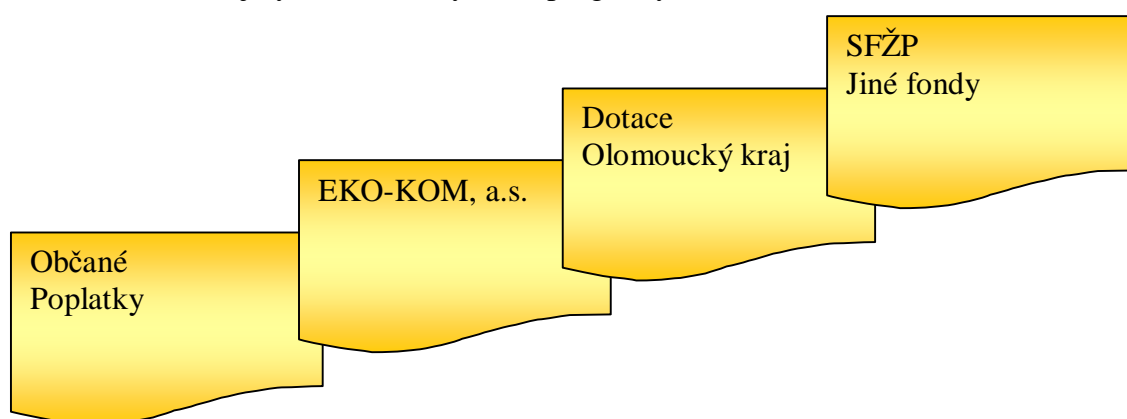 SFŽP
Jiné fondy
Dotace
Olomoucký kraj
EKO-KOM, a.s.
Občané
Poplatky